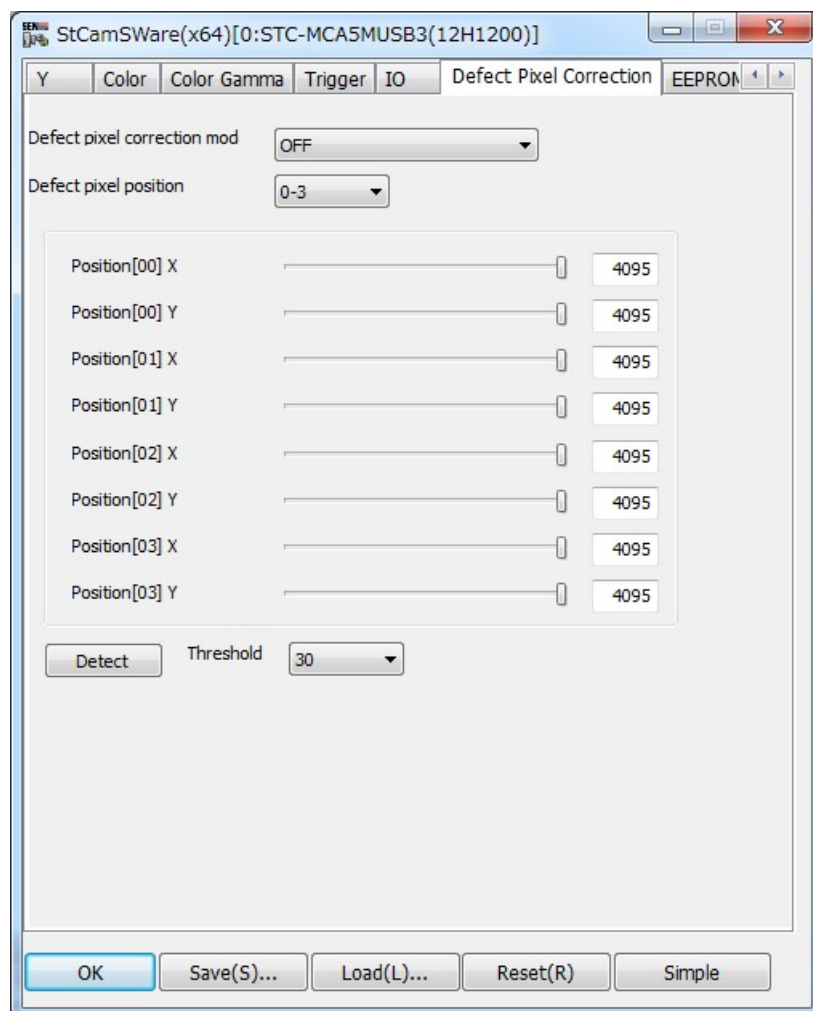 StCamSWare(x64)[0:STC-MCA5MUSB3(12H1200)]
Y Color Color Gamma Trigger IO Defect Pixel Correction EEPROM
Defect pixel correction mod OFF
Defect pixel position 0-3
Position[00] X 4095
Position[00] Y 4095
Position[01] X 4095
Position[01] Y 4095
Position[02] X 4095
Position[02] Y 4095
Position[03] X 4095
Position[03] Y 4095
Detect Threshold 30
OK Save(S)... Load(L)... Reset(R) Simple